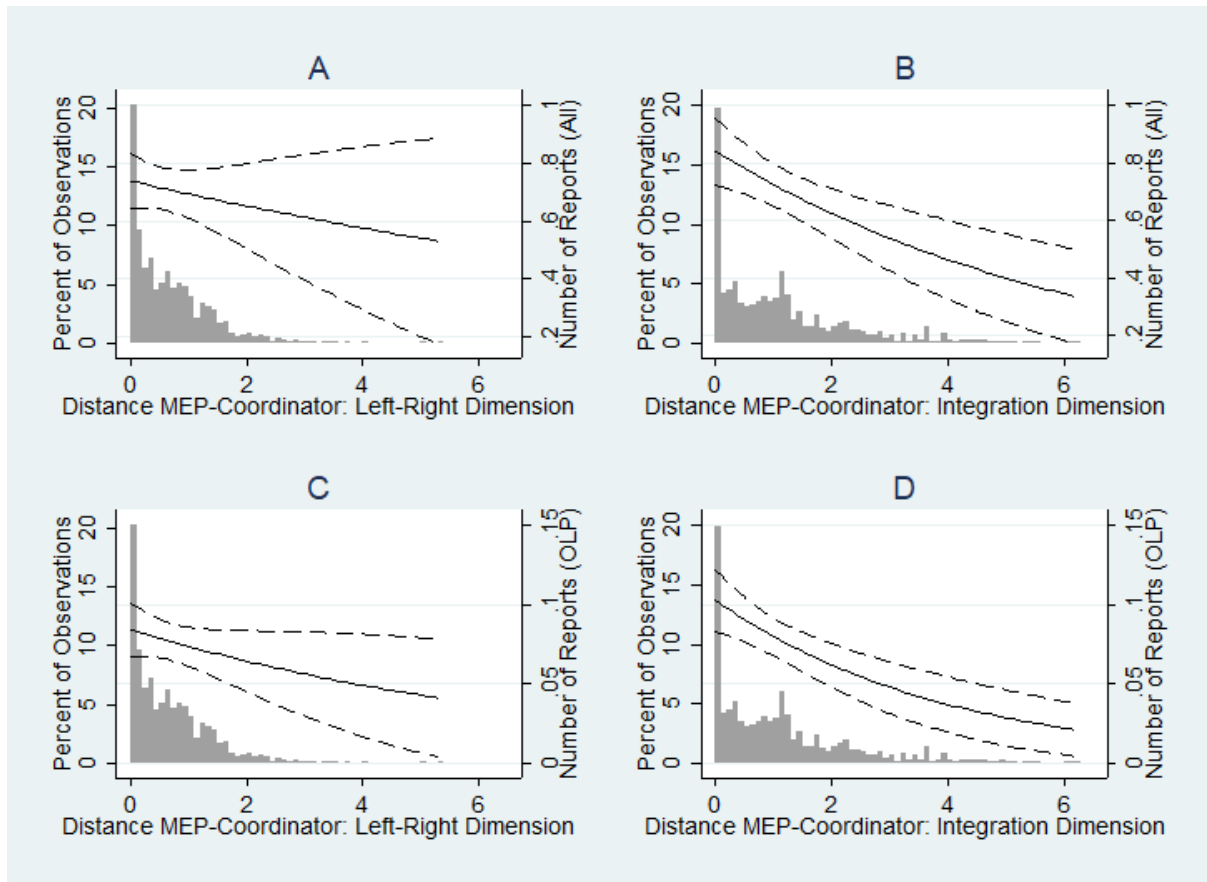 A
Percent of Observations
0 5 10 15 20
Number of Reports (All)
.2 .4 .6 .8 1
0 2 4 6
Distance MEP-Coordinator: Left-Right Dimension
B
Percent of Observations
0 5 10 15 20
Number of Reports (All)
.2 .4 .6 .8 1
0 2 4 6
Distance MEP-Coordinator: Integration Dimension
C
Percent of Observations
0 5 10 15 20
Number of Reports (OLP)
0 .05 .1 .15
0 2 4 6
Distance MEP-Coordinator: Left-Right Dimension
D
Percent of Observations
0 5 10 15 20
Number of Reports (OLP)
0 .05 .1 .15
0 2 4 6
Distance MEP-Coordinator: Integration Dimension